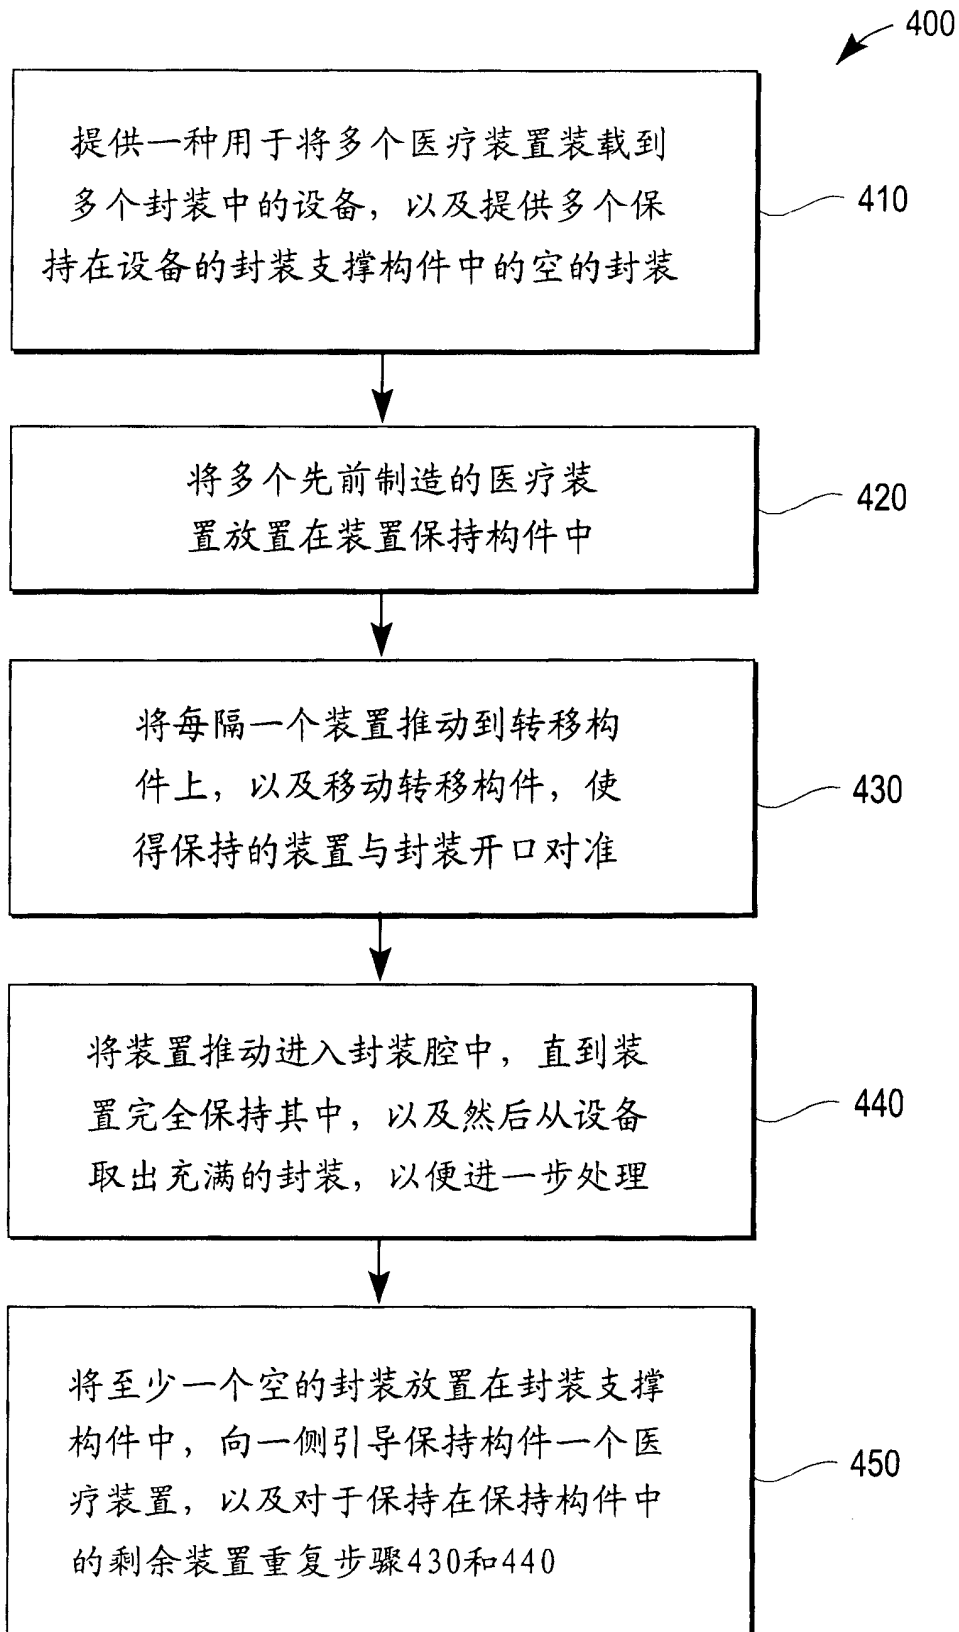 400
提供一种用于将多个医疗装置装载到
多个封装中的设备，以及提供多个保
持在设备的封装支撑构件中的空的封装
410
将多个先前制造的医疗装
置放置在装置保持构件中
420
将每隔一个装置推动到转移构
件上，以及移动转移构件，使
得保持的装置与封装开口对准
430
将装置推动进入封装腔中，直到装
置完全保持其中，以及然后从设备
取出充满的封装，以便进一步处理
440
将至少一个空的封装放置在封装支撑
构件中，向一侧引导保持构件一个医
疗装置，以及对于保持在保持构件中
的剩余装置重复步骤430和440
450